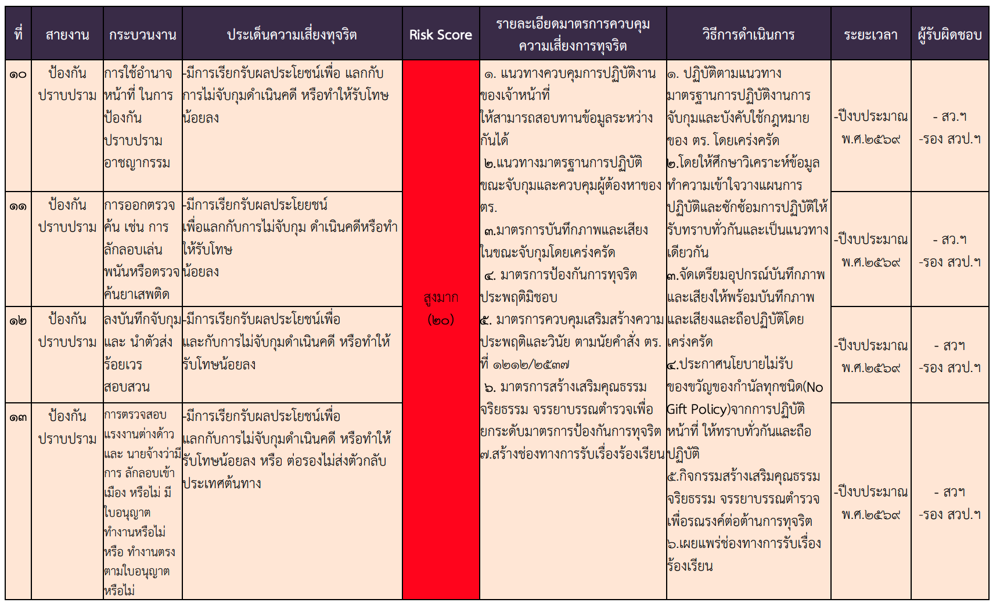 ที่
สายงาน
กระบวนงาน
ประเด็นความเสี่ยงทุจริต
Risk Score
รายละเอียดมาตรการควบคุม
ความเสี่ยงการทุจริต
วิธีการดำเนินการ
ระยะเวลา
ผู้รับผิดชอบ
๑๐
ป้องกัน
ปราบปราม
การใช้อำนาจ
หน้าที่ ในการ
ป้องกัน
ปราบปราม
อาชญากรรม
-มีการเรียกรับผลประโยชน์เพื่อ แลกกับ
การไม่จับกุมดำเนินคดี หรือทำให้รับโทษ
น้อยลง
สูงมาก
(๒๐)
๑. แนวทางควบคุมการปฏิบัติงาน
ของเจ้าหน้าที่
ให้สามารถสอบทานข้อมูลระหว่าง
กันได้
๒.แนวทางมาตรฐานการปฏิบัติ
ขณะจับกุมและควบคุมผู้ต้องหาของ
ตร.
๓.มาตรการบันทึกภาพและเสียง
ในขณะจับกุมโดยเคร่งครัด
๔. มาตรการป้องกันการทุจริต
ประพฤติมิชอบ
๕. มาตรการควบคุมเสริมสร้างความ
ประพฤติและวินัย ตามนัยคำสั่ง ตร.
ที่ ๑๒๑๒/๒๕๓๗
๖. มาตรการสร้างเสริมคุณธรรม
จริยธรรม จรรยาบรรณตำรวจเพื่อ
ยกระดับมาตรการป้องกันการทุจริต
๗.สร้างช่องทางการรับเรื่องร้องเรียน
๑. ปฏิบัติตามแนวทาง
มาตรฐานการปฏิบัติงานการ
จับกุมและบังคับใช้กฎหมาย
ของ ตร. โดยเคร่งครัด
๒.โดยให้ศึกษาวิเคราะห์ข้อมูล
ทำความเข้าใจวางแผนการ
ปฏิบัติและซักซ้อมการปฏิบัติให้
รับทราบทั่วกันและเป็นแนวทาง
เดียวกัน
๓.จัดเตรียมอุปกรณ์บันทึกภาพ
และเสียงให้พร้อมบันทึกภาพ
และเสียงและถือปฏิบัติโดย
เคร่งครัด
๔.ประกาศนโยบายไม่รับ
ของขวัญของกำนัลทุกชนิด(No
Gift Policy)จากการปฏิบัติ
หน้าที่ ให้ทราบทั่วกันและถือ
ปฏิบัติ
๕.กิจกรรมสร้างเสริมคุณธรรม
จริยธรรม จรรยาบรรณตำรวจ
เพื่อรณรงค์ต่อต้านการทุจริต
๖.เผยแพร่ช่องทางการรับเรื่อง
ร้องเรียน
-ปีงบประมาณ
พ.ศ.๒๕๖๙
- สว.ฯ
-รอง สวป.ฯ
๑๑
ป้องกัน
ปราบปราม
การออกตรวจ
ค้น เช่น การ
ลักลอบเล่น
พนันหรือตรวจ
ค้นยาเสพติด
-มีการเรียกรับผลประโยยชน์
เพื่อแลกกับการไม่จับกุม ดำเนินคดีหรือทำ
ให้รับโทษ
น้อยลง
-ปีงบประมาณ
พ.ศ.๒๕๖๙
- สว.ฯ
-รอง สวป.ฯ
๑๒
ป้องกัน
ปราบปราม
ลงบันทึกจับกุม
และ นำตัวส่ง
ร้อยเวร
สอบสวน
-มีการเรียกรับผลประโยชน์เพื่อ
และกับการไม่จับกุมดำเนินคดี หรือทำให้
รับโทษน้อยลง
-ปีงบประมาณ
พ.ศ.๒๕๖๙
- สวฯ
-รอง สวป.ฯ
๑๓
ป้องกัน
ปราบปราม
การตรวจสอบ
แรงงานต่างด้าว
และ นายจ้างว่ามี
การ ลักลอบเข้า
เมือง หรือไม่ มี
ใบอนุญาต
ทำงานหรือไม่
หรือ ทำงานตรง
ตามใบอนุญาต
หรือไม่
-มีการเรียกรับผลประโยชน์เพื่อ
แลกกับการไม่จับกุมดำเนินคดี หรือทำให้
รับโทษน้อยลง หรือ ต่อรองไม่ส่งตัวกลับ
ประเทศต้นทาง
-ปีงบประมาณ
พ.ศ.๒๕๖๙
- สวฯ
-รอง สวป.ฯ